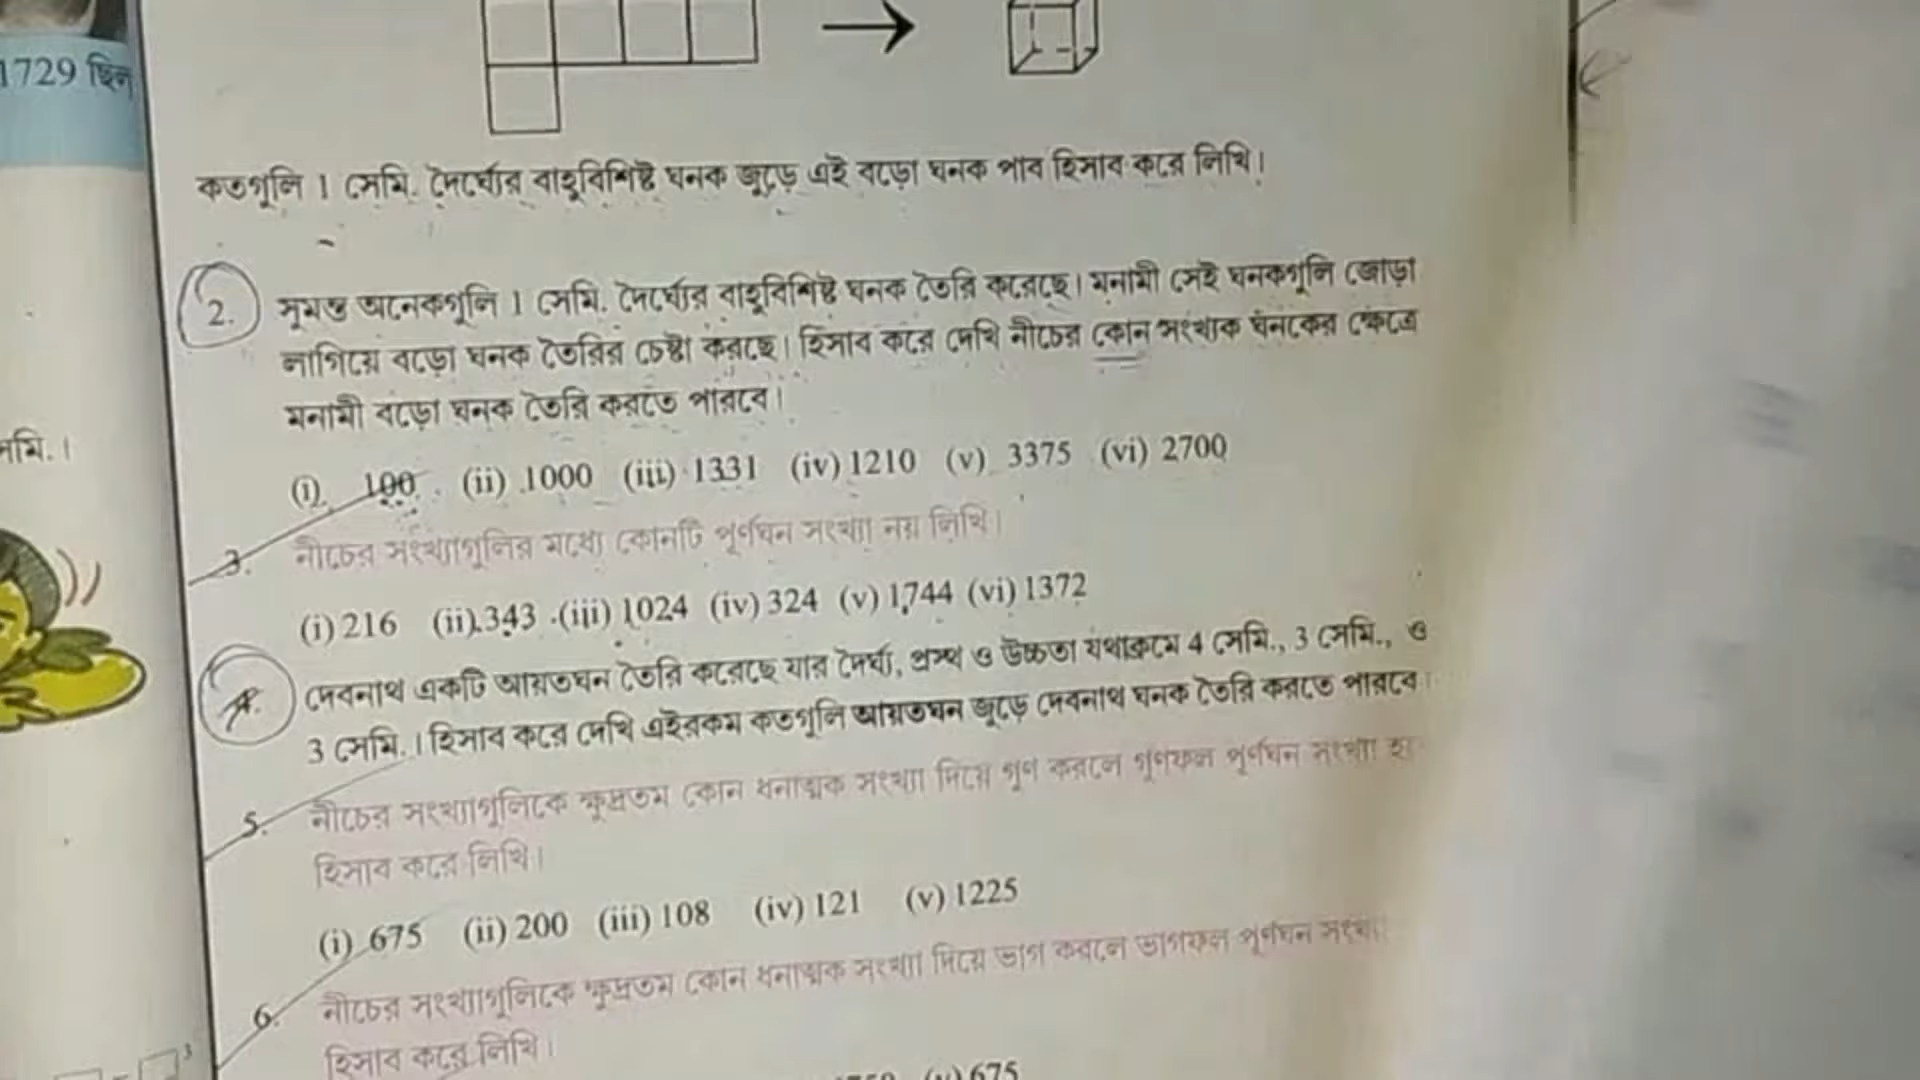 1729 ছিল
কতগুলি 1 সেমি. দৈর্ঘ্যের বাহুবিশিষ্ট ঘনক জুড়ে এই বড়ো ঘনক পাব হিসাব করে লিখি।
2. সুমন্ত অনেকগুলি 1 সেমি. দৈর্ঘ্যের বাহুবিশিষ্ট ঘনক তৈরি করেছে। মনামী সেই ঘনকগুলি জোড়া
লাগিয়ে বড়ো ঘনক তৈরির চেষ্টা করছে। হিসাব করে দেখি নীচের কোন সংখ্যক ঘনকের ক্ষেত্রে
মনামী বড়ো ঘনক তৈরি করতে পারবে।
(i) 100 (ii) 1000 (iii) 1331 (iv) 1210 (v) 3375 (vi) 2700
3. নীচের সংখ্যাগুলির মধ্যে কোনটি পূর্ণঘন সংখ্যা নয় লিখি।
(i) 216 (ii) 343 (iii) 1024 (iv) 324 (v) 1744 (vi) 1372
4. দেবনাথ একটি আয়তঘন তৈরি করেছে যার দৈর্ঘ্য, প্রস্থ ও উচ্চতা যথাক্রমে 4 সেমি., 3 সেমি., ও
3 সেমি.। হিসাব করে দেখি এইরকম কতগুলি আয়তঘন জুড়ে দেবনাথ ঘনক তৈরি করতে পারবে।
5. নীচের সংখ্যাগুলিকে ক্ষুদ্রতম কোন ধনাত্মক সংখ্যা দিয়ে গুণ করলে গুণফল পূর্ণঘন সংখ্যা
হিসাব করে লিখি।
(i) 675 (ii) 200 (iii) 108 (iv) 121 (v) 1225
6. নীচের সংখ্যাগুলিকে ক্ষুদ্রতম কোন ধনাত্মক সংখ্যা দিয়ে ভাগ করলে ভাগফল পূর্ণঘন সংখ্যা
হিসাব করে লিখি।
(v) 675